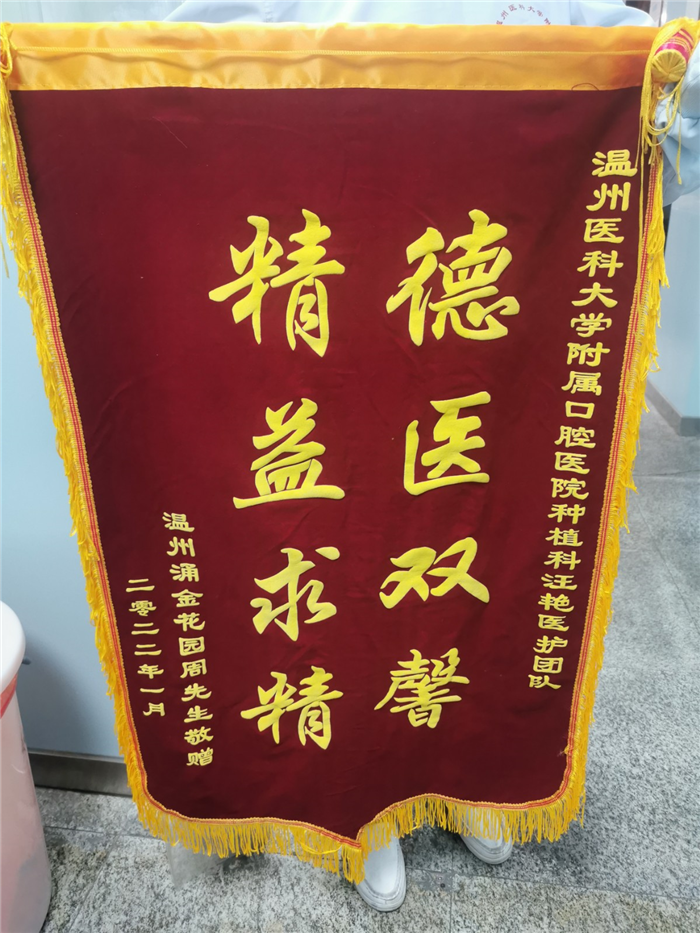 温州医科大学附属口腔医院种植科汪艳医护团队
德医双馨
精益求精
温州涌金花园周先生敬赠
二零二二年一月